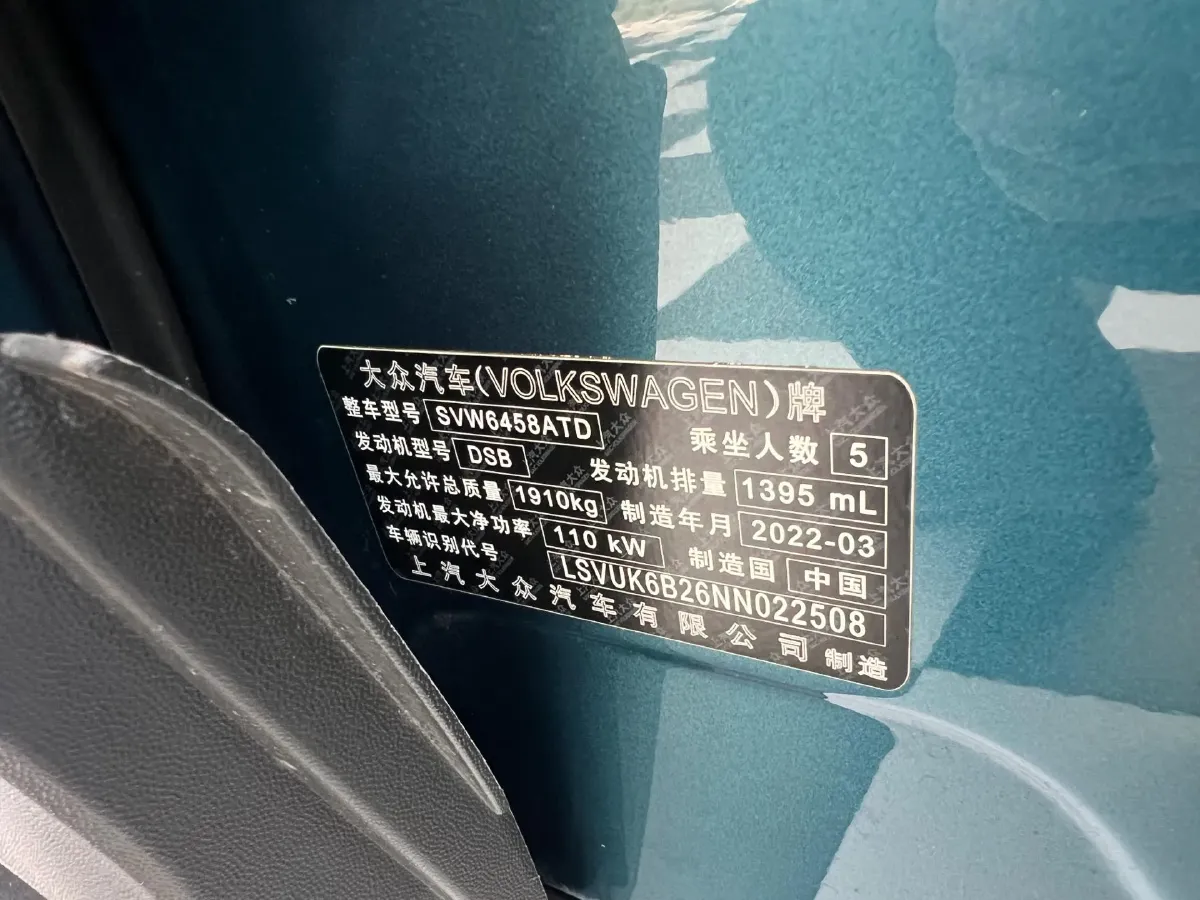 大众汽车(VOLKSWAGEN)牌
整车型号 SVW6458ATD 乘坐人数 5
发动机型号 DSB 发动机排量 1395 mL
最大允许总质量 1910kg 制造年月 2022-03
发动机最大净功率 110 kW 制造国 中国
车辆识别代号 LSVUK6B26NN022508
上汽大众汽车有限公司 制造